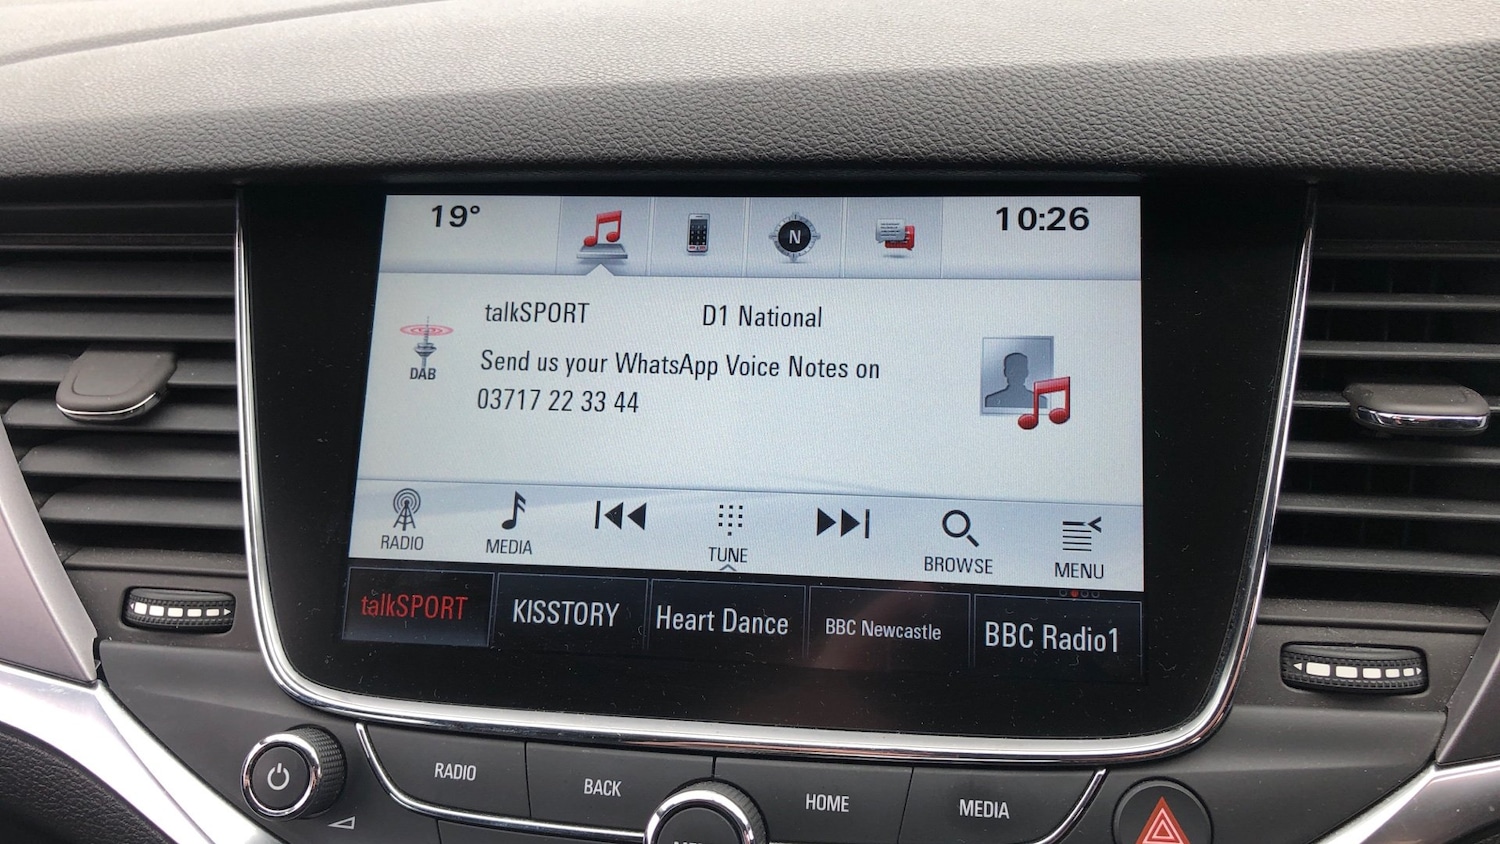 19°
N
10:26
talkSPORT D1 National
DAB
Send us your WhatsApp Voice Notes on
03717 22 33 44
RADIO MEDIA TUNE BROWSE MENU
talkSPORT KISSTORY Heart Dance BBC Newcastle BBC Radio1
RADIO BACK HOME MEDIA